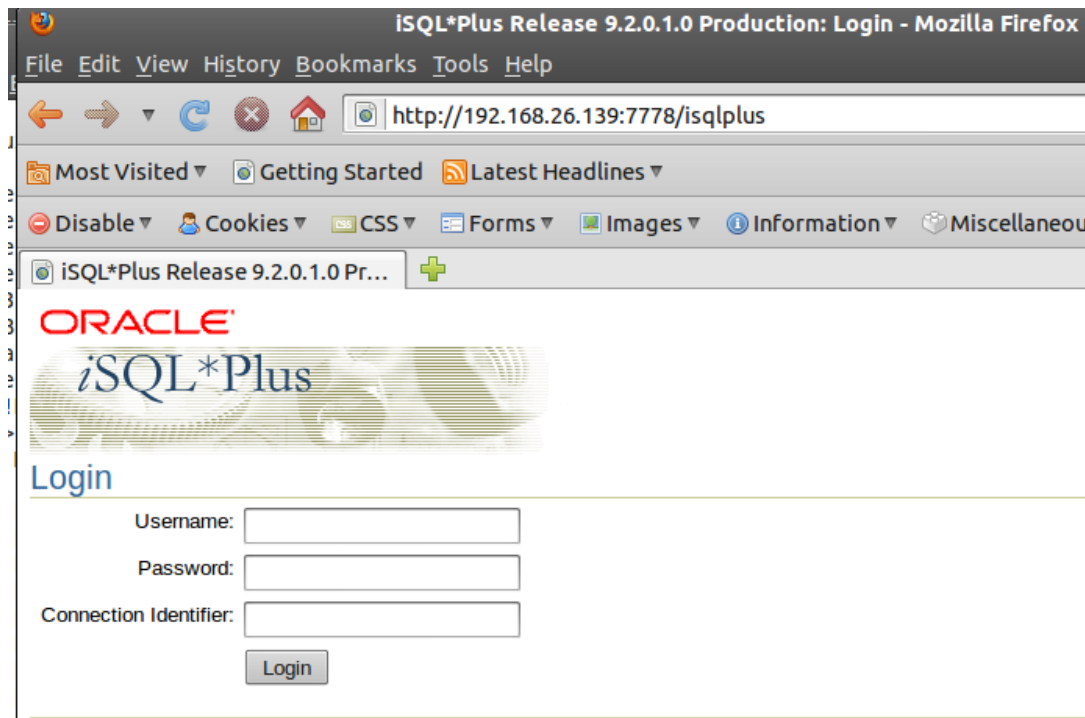 iSQL*Plus Release 9.2.0.1.0 Production: Login - Mozilla Firefox
File Edit View History Bookmarks Tools Help
http://192.168.26.139:7778/isqlplus
Most Visited Getting Started Latest Headlines
Disable Cookies CSS Forms Images Information Miscellaneou
iSQL*Plus Release 9.2.0.1.0 Pr...
ORACLE
iSQL*Plus
Login
Username:
Password:
Connection Identifier:
Login